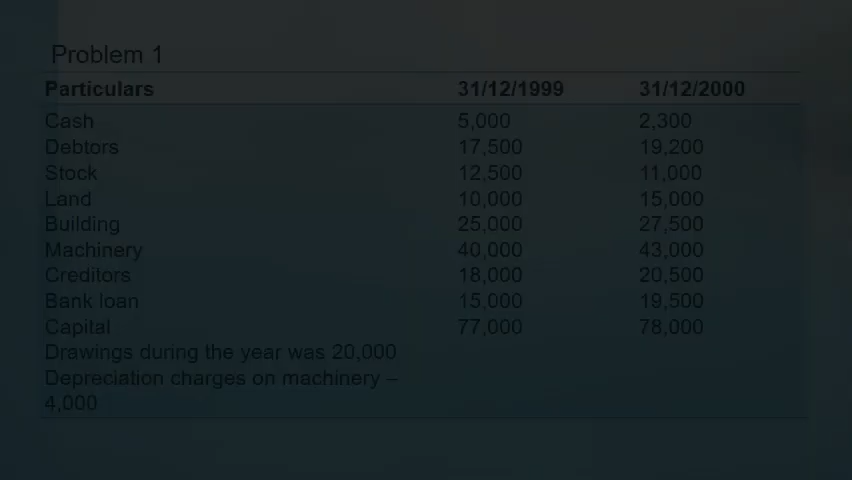 Problem 1
Particulars 31/12/1999 31/12/2000
Cash 5,000 2,300
Debtors 17,500 19,200
Stock 12,500 11,000
Land 10,000 15,000
Building 25,000 27,500
Machinery 40,000 43,000
Creditors 18,000 20,500
Bank loan 15,000 19,500
Capital 77,000 78,000
Drawings during the year was 20,000
Depreciation charges on machinery –
4,000